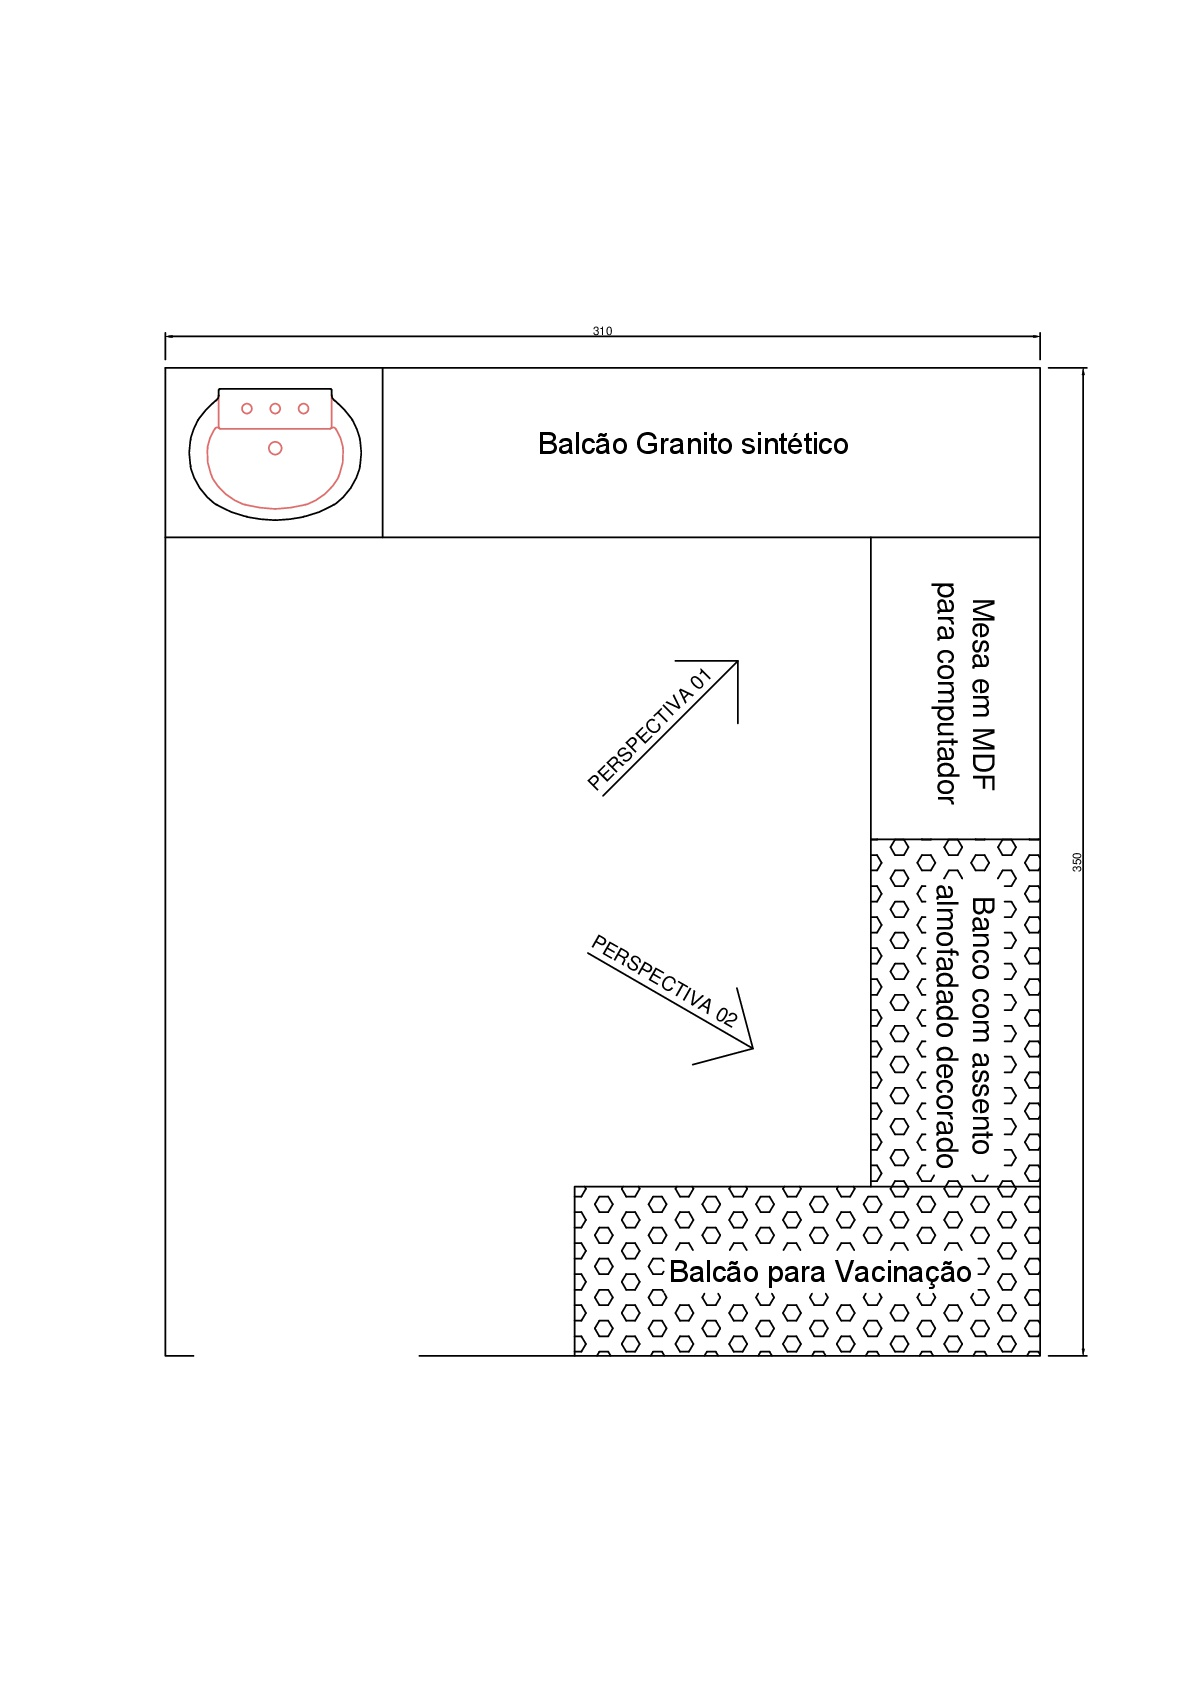 310
Balcão Granito sintético
Mesa em MDF
para computador
PERSPECTIVA 01
350
Banco com assento
almofadado decorado
PERSPECTIVA 02
Balcão para Vacinação